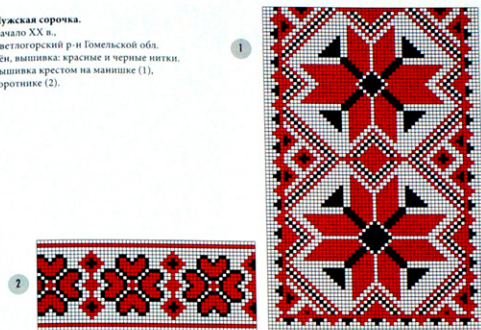 ужская сорочка.
ачало XX в.,
ветлогорский р-н Гомельской обл.
ён, вышивка: красные и черные нитки.
ышивка крестом на манишке (1),
оротнике (2).
1
2